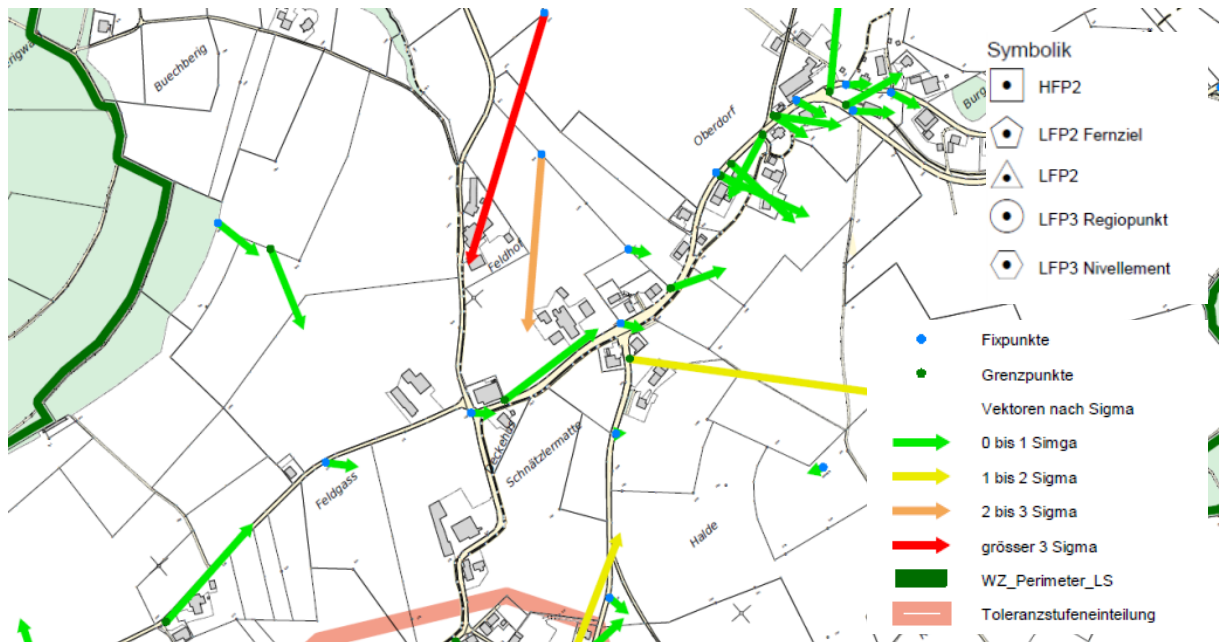 Buechberig
Oberdorf
Burg
Feldhof
Schnätzlermatte
Feldgass
Halde
Symbolik
HFP2
LFP2 Fernziel
LFP2
LFP3 Regiopunkt
LFP3 Nivellement
Fixpunkte
Grenzpunkte
Vektoren nach Sigma
0 bis 1 Simga
1 bis 2 Sigma
2 bis 3 Sigma
grösser 3 Sigma
WZ_Perimeter_LS
Toleranzstufeneinteilung